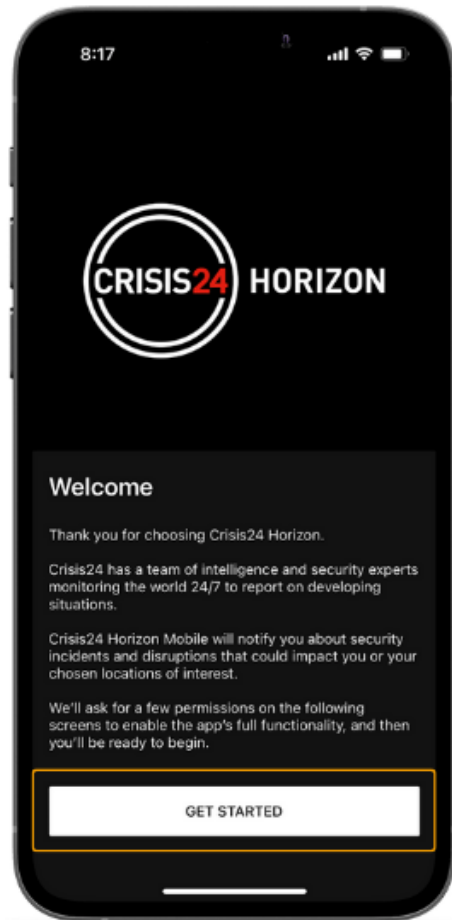 8:17
CRISIS24 HORIZON
Welcome
Thank you for choosing Crisis24 Horizon.
Crisis24 has a team of intelligence and security experts
monitoring the world 24/7 to report on developing
situations.
Crisis24 Horizon Mobile will notify you about security
incidents and disruptions that could impact you or your
chosen locations of interest.
We'll ask for a few permissions on the following
screens to enable the app's full functionality, and then
you'll be ready to begin.
GET STARTED